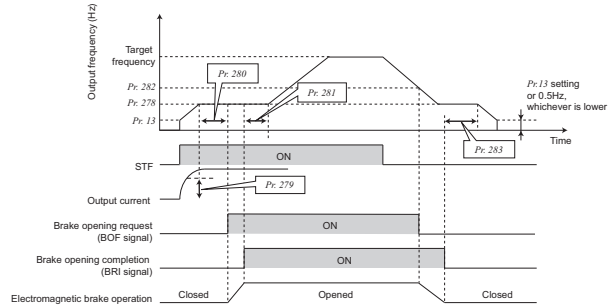 Output frequency (Hz)
Target
frequency
Pr. 282
Pr. 278
Pr. 13
Pr. 280
Pr. 281
Pr.13 setting
or 0.5Hz,
whichever is lower
Time
Pr. 283
STF
ON
Output current
Pr. 279
Brake opening request
(BOF signal)
ON
Brake opening completion
(BRI signal)
ON
Electromagnetic brake operation
Closed
Opened
Closed